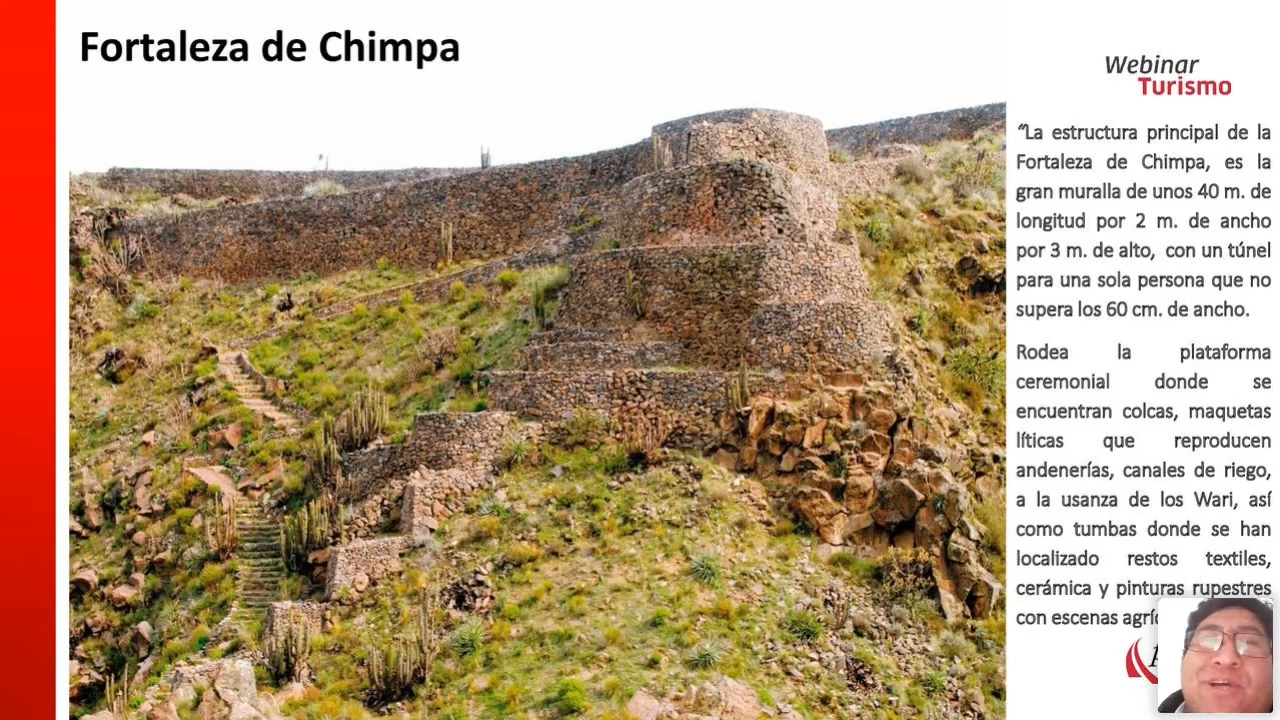 Fortaleza de Chimpa
Webinar
Turismo
“La estructura principal de la
Fortaleza de Chimpa, es la
gran muralla de unos 40 m. de
longitud por 2 m. de ancho
por 3 m. de alto, con un túnel
para una sola persona que no
supera los 60 cm. de ancho.
Rodea la plataforma
ceremonial donde se
encuentran colcas, maquetas
líticas que reproducen
andenerías, canales de riego,
a la usanza de los Wari, así
como tumbas donde se han
localizado restos textiles,
cerámica y pinturas rupestres
con escenas